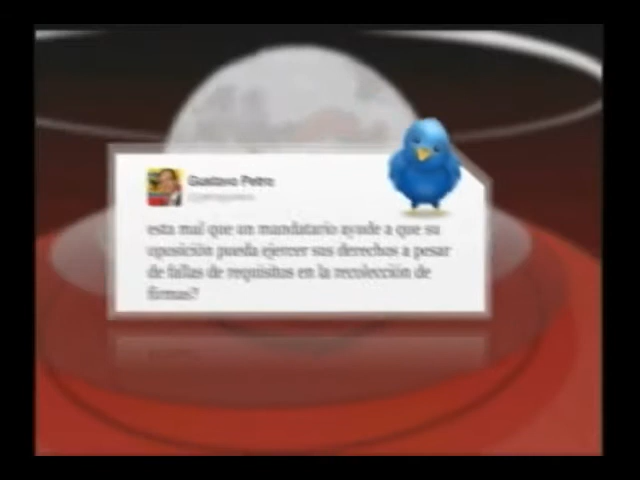 Gustavo Petro
@petrogustavo
esta mal que un mandatario ayude a que su
oposición pueda ejercer sus derechos a pesar
de fallas de requisitos en la recolección de
firmas?